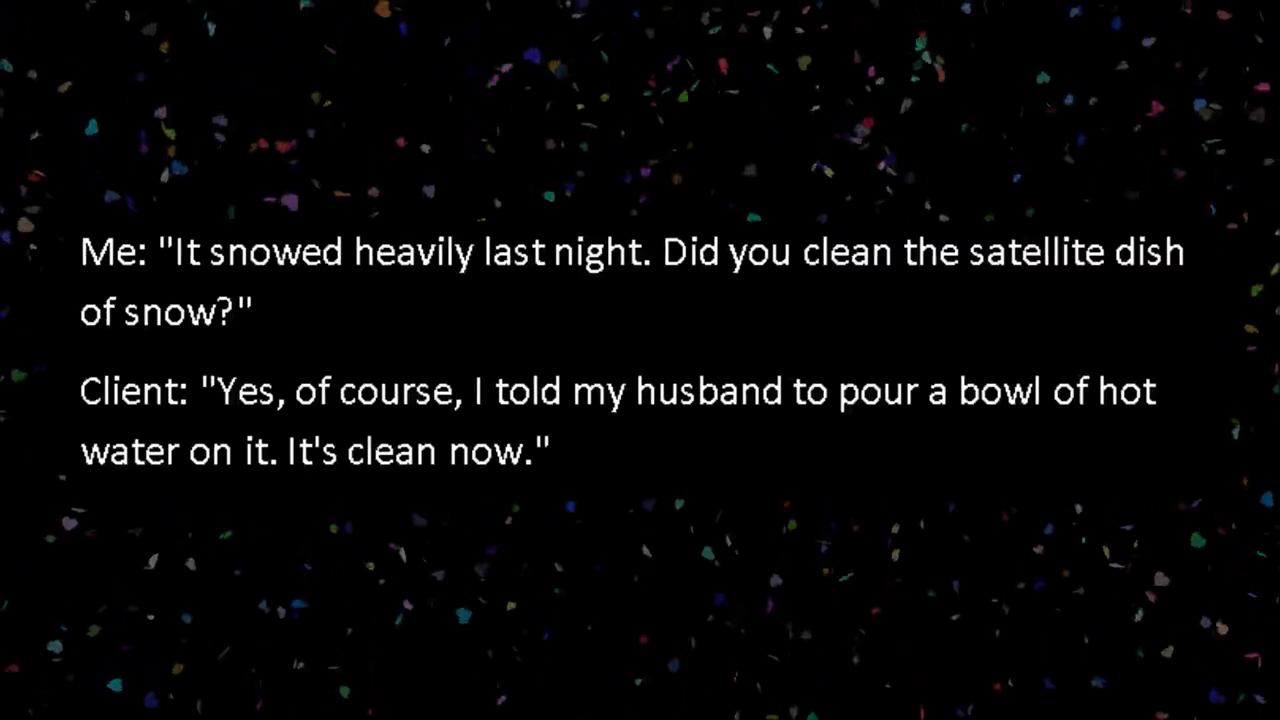 Me: "It snowed heavily last night. Did you clean the satellite dish
of snow?"
Client: "Yes, of course, I told my husband to pour a bowl of hot
water on it. It's clean now."